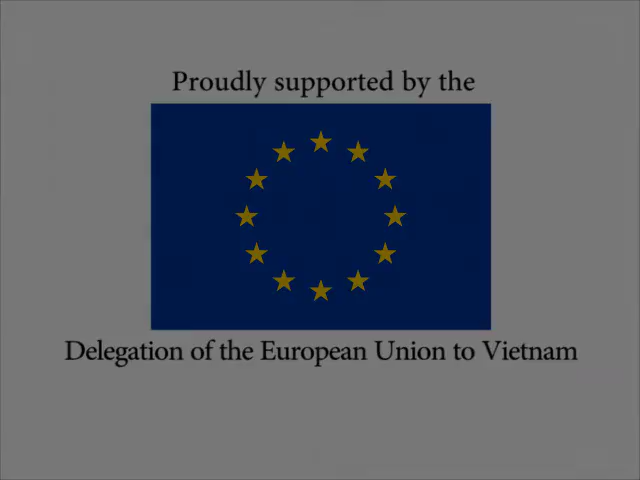 Proudly supported by the
Delegation of the European Union to Vietnam